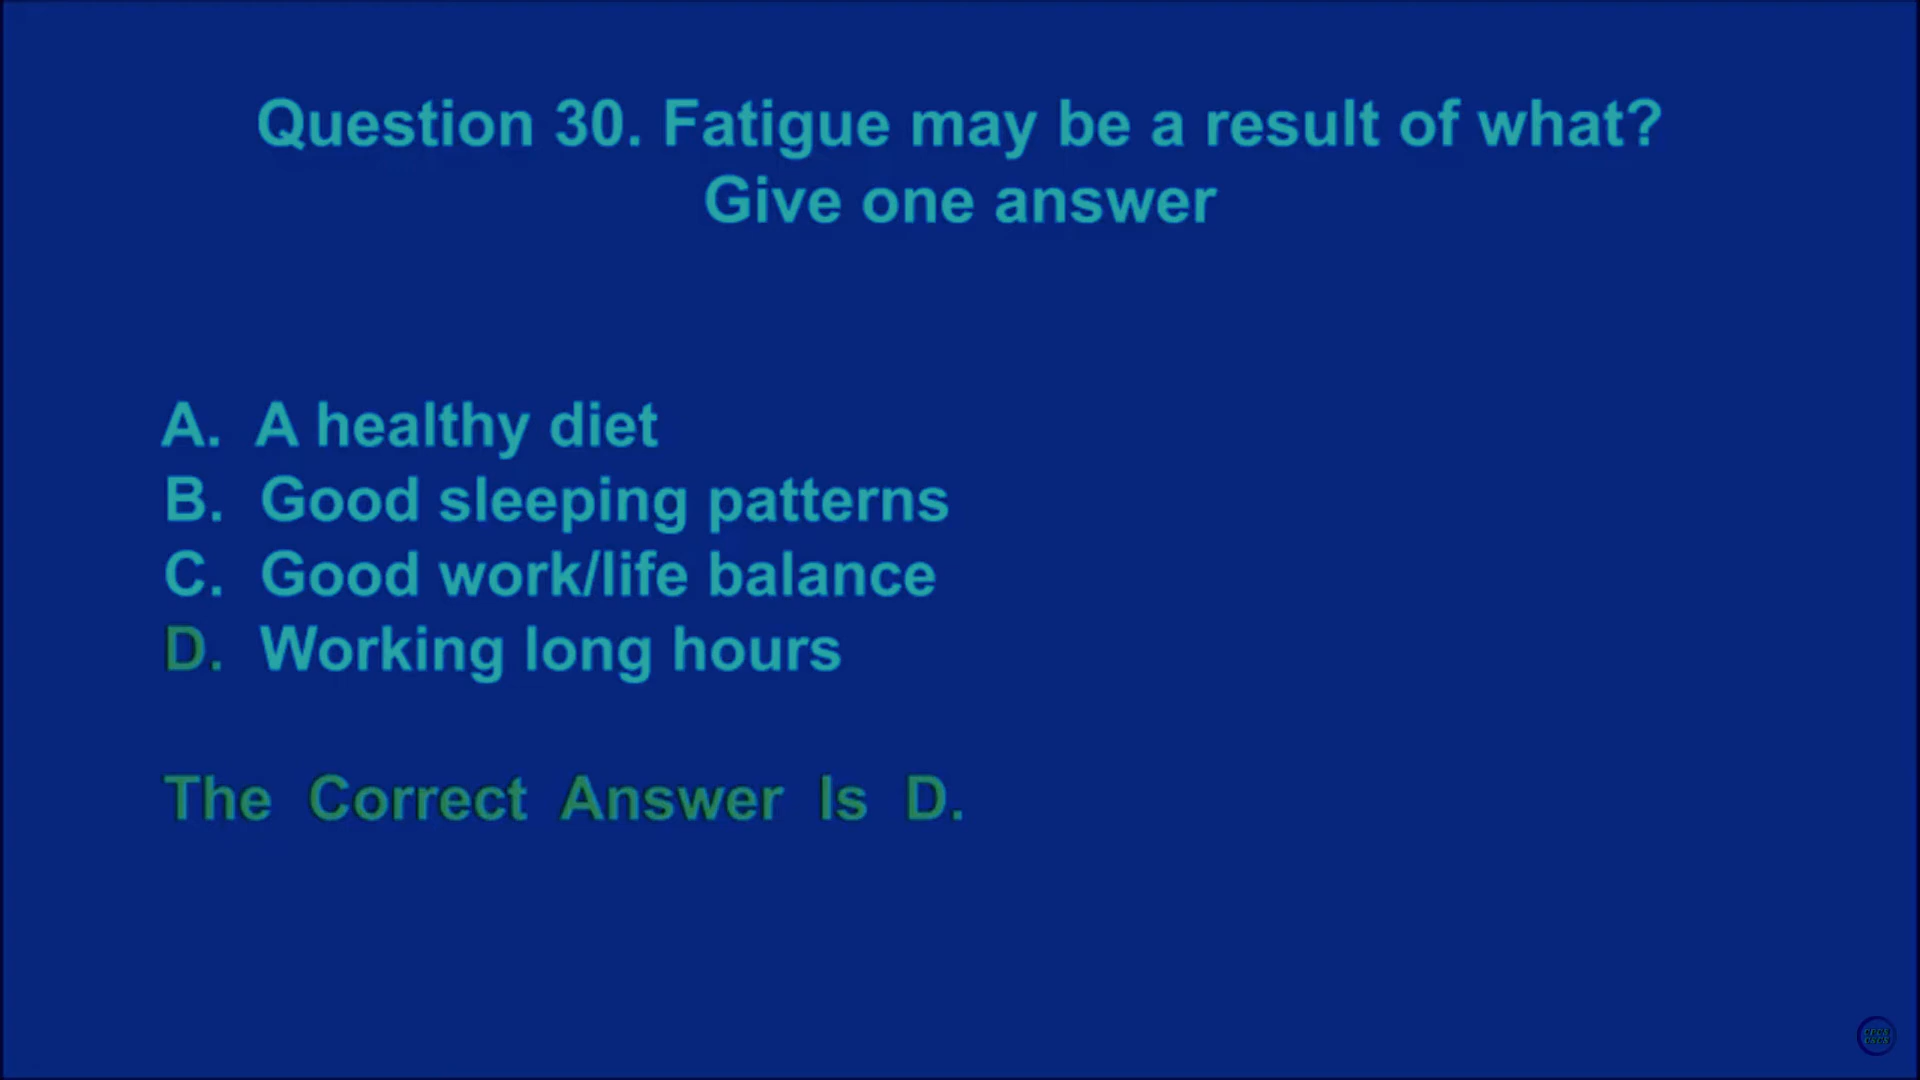 Question 30. Fatigue may be a result of what?
Give one answer
A. A healthy diet
B. Good sleeping patterns
C. Good work/life balance
D. Working long hours
The Correct Answer Is D.